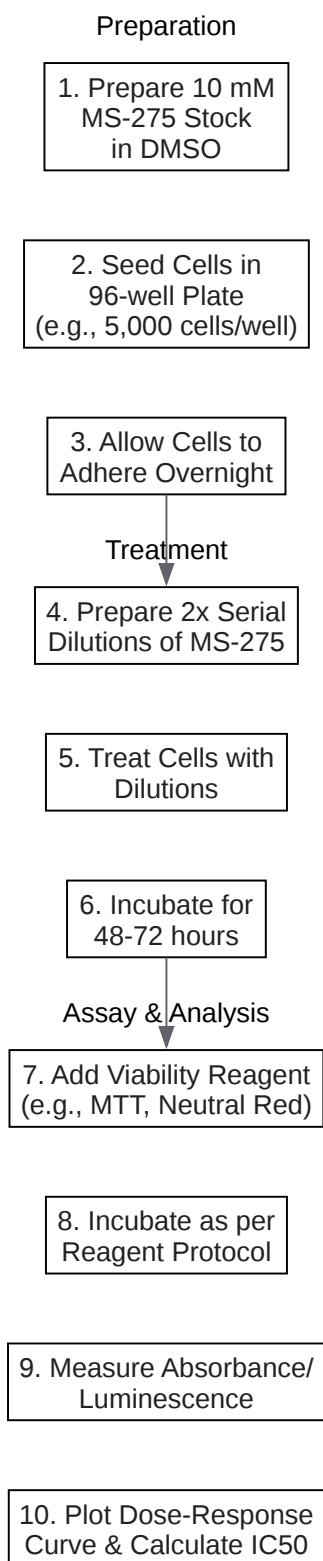 Preparation
1. Prepare 10 mM
MS-275 Stock
in DMSO
2. Seed Cells in
96-well Plate
(e.g., 5,000 cells/well)
3. Allow Cells to
Adhere Overnight
Treatment
4. Prepare 2x Serial
Dilutions of MS-275
5. Treat Cells with
Dilutions
6. Incubate for
48-72 hours
Assay & Analysis
7. Add Viability Reagent
(e.g., MTT, Neutral Red)
8. Incubate as per
Reagent Protocol
9. Measure Absorbance/
Luminescence
10. Plot Dose-Response
Curve & Calculate IC50